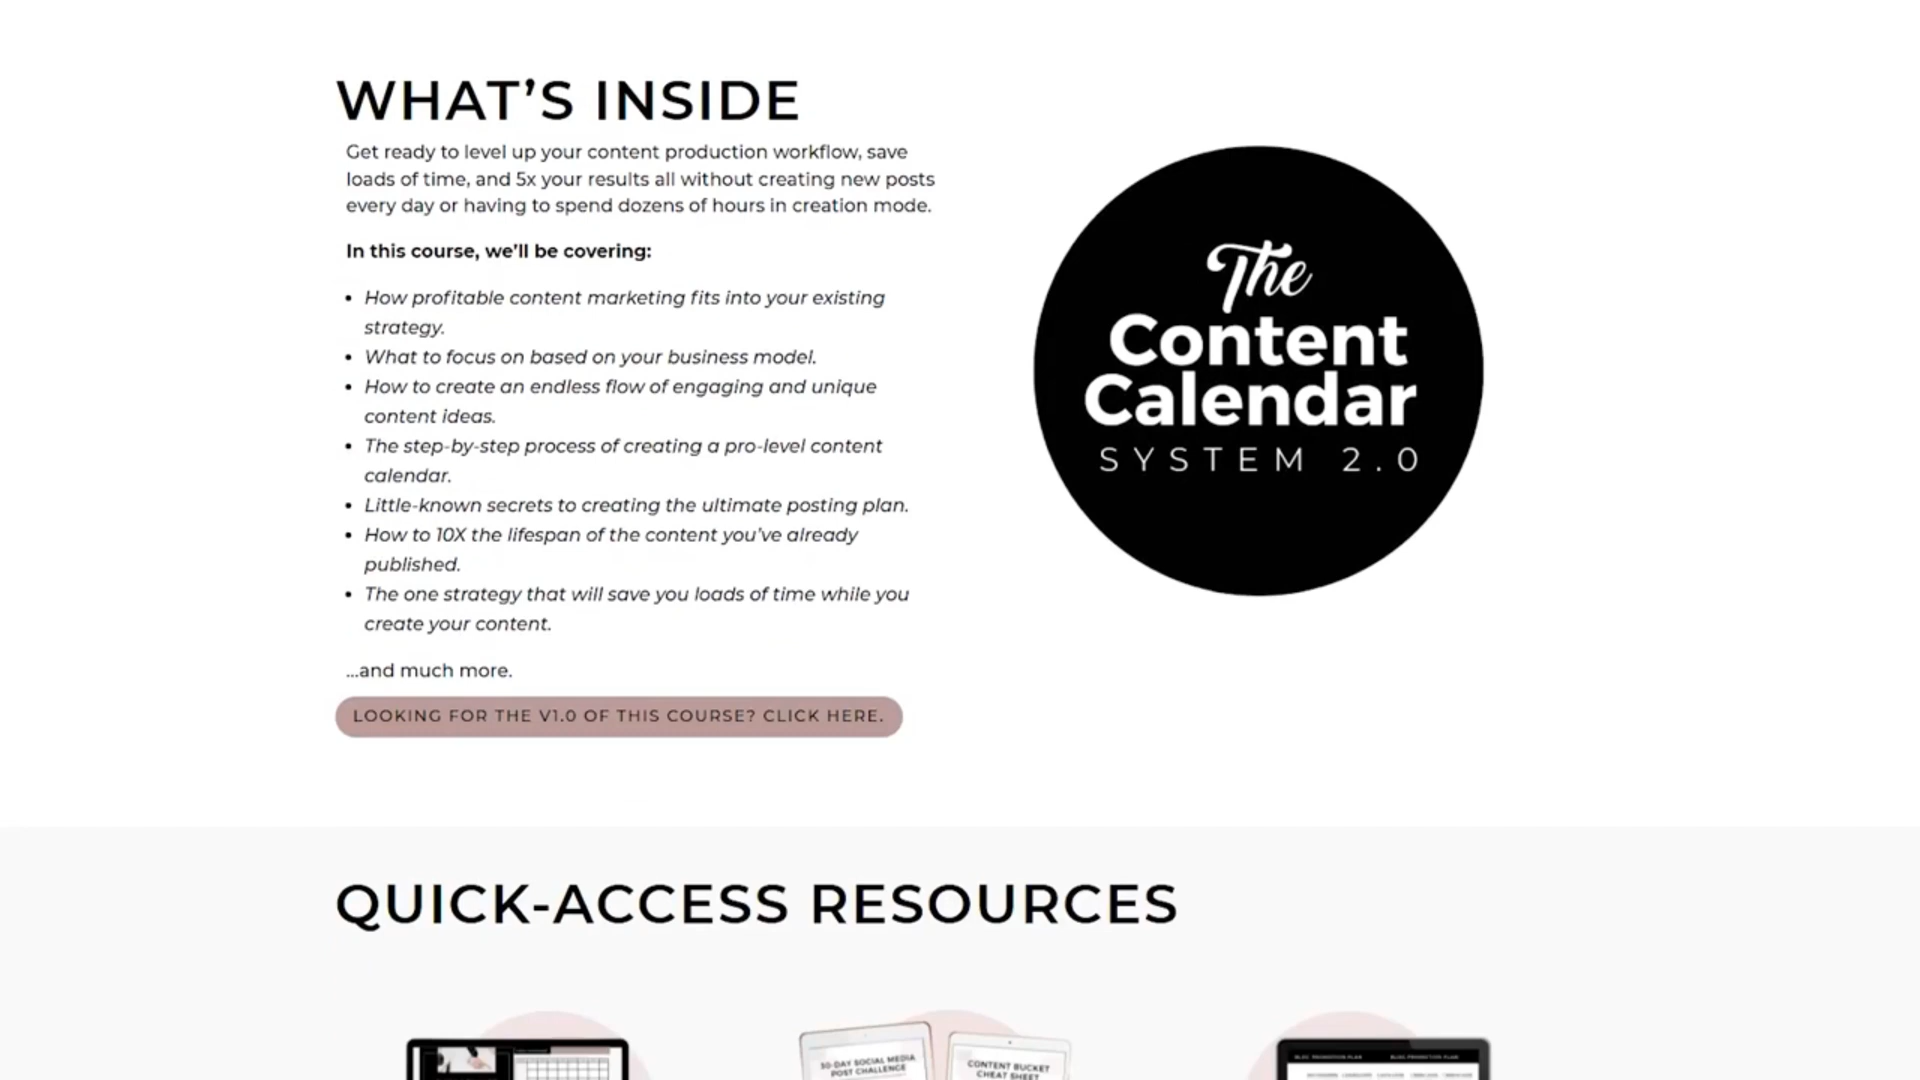 WHAT’S INSIDE
Get ready to level up your content production workflow, save
loads of time, and 5x your results all without creating new posts
every day or having to spend dozens of hours in creation mode.
In this course, we’ll be covering:
• How profitable content marketing fits into your existing
strategy.
• What to focus on based on your business model.
• How to create an endless flow of engaging and unique
content ideas.
• The step-by-step process of creating a pro-level content
calendar.
• Little-known secrets to creating the ultimate posting plan.
• How to 10X the lifespan of the content you’ve already
published.
• The one strategy that will save you loads of time while you
create your content.
...and much more.
LOOKING FOR THE V1.0 OF THIS COURSE? CLICK HERE.
The
Content
Calendar
SYSTEM 2.0
QUICK-ACCESS RESOURCES
30-DAY SOCIAL MEDIA
POST CHALLENGE
CONTENT BUCKET
CHEAT SHEET
BLOG PROMOTION PLAN
BLOG PROMOTION PLAN